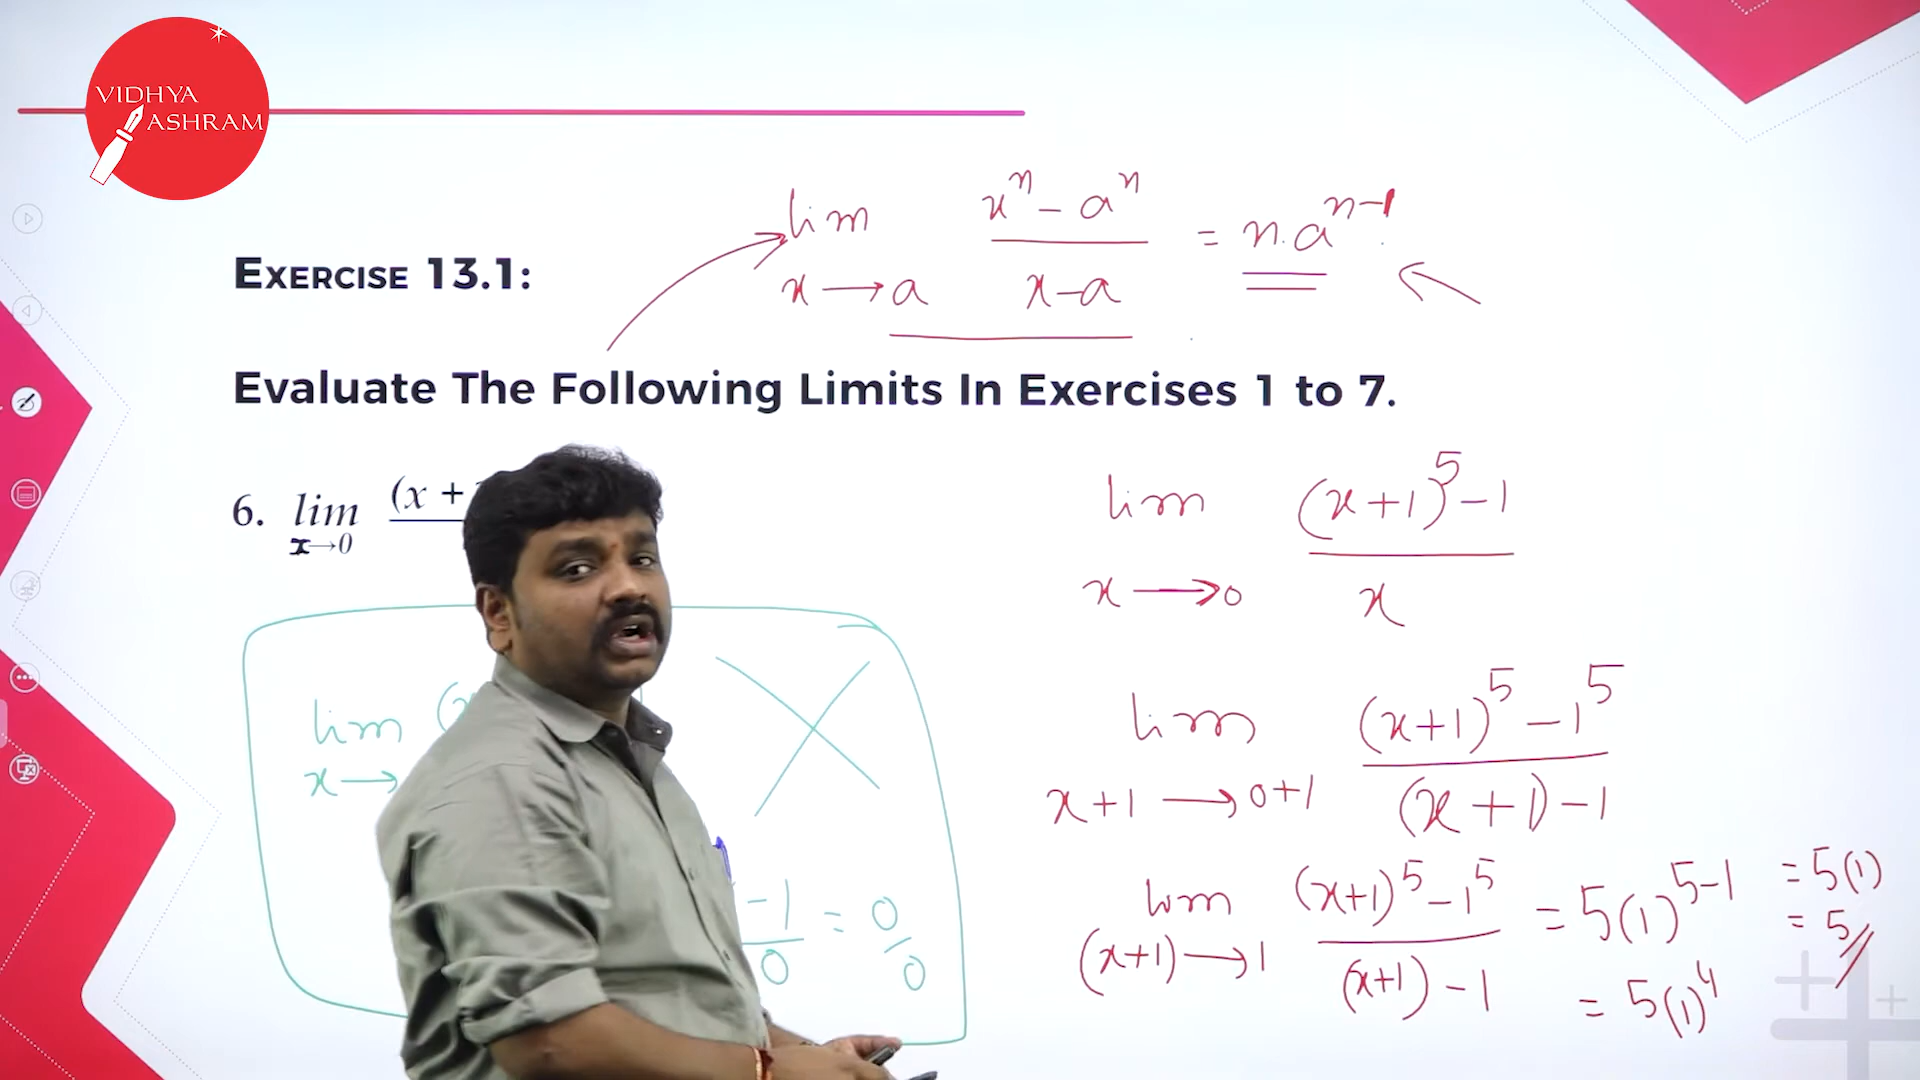 VIDHYA
ASHRAM
lim x→a (xⁿ - aⁿ)/(x-a) = n.aⁿ⁻¹
EXERCISE 13.1:
Evaluate The Following Limits In Exercises 1 to 7.
6. lim x→0 (x +
lim x→0 ((x+1)⁵-1)/x
lim x→
lim x+1→0+1 ((x+1)⁵-1⁵)/((x+1)-1)
-1/0 = 0/0
lim (x+1)→1 ((x+1)⁵-1⁵)/((x+1)-1) = 5(1)⁵⁻¹
= 5(1)⁴
= 5(1)
= 5//